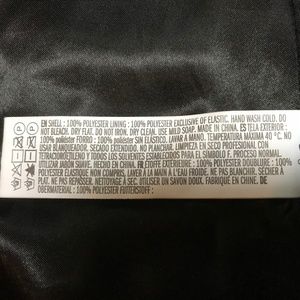 EN SHELL : 100% POLYESTER LINING : 100% POLYESTER EXCLUSIVE OF ELASTIC. HAND WASH COLD. DO
NOT BLEACH. DRY FLAT. DO NOT IRON. DRY CLEAN. USE MILD SOAP. MADE IN CHINA. ES TELA EXTERIOR :
100% poliéster FORRO : 100% poliéster SIN ELÁSTICO. LAVAR A MANO. TEMPERATURA MÁXIMA 40 °C. NO
USAR BLANQUEADOR. SECADO EXTENDIDO. NO PLANCHAR. LIMPIEZA EN SECO PROFESIONAL CON
TETRACLOROETILENO Y TODOS LOS SOLVENTES ESTABLECIDOS PARA EL SÍMBOLO F. PROCESO NORMAL.
UTILIZAR JABÓN SUAVE. HECHO EN CHINA. FR ÉTOFFE EXTÉRIEURE : 100% POLYESTER DOUBLURE : 100%
POLYESTER ÉLASTIQUE NON COMPRIS. LAVER À LA MAIN À L'EAU FROIDE. NE PAS BLANCHIR. SÉCHER À
PLAT. NE PAS REPASSER. NETTOYAGE À SEC. UTILISER UN SAVON DOUX. FABRIQUÉ EN CHINE. DE
OBERMATERIAL : 100% POLYESTER FUTTERSTOFF :